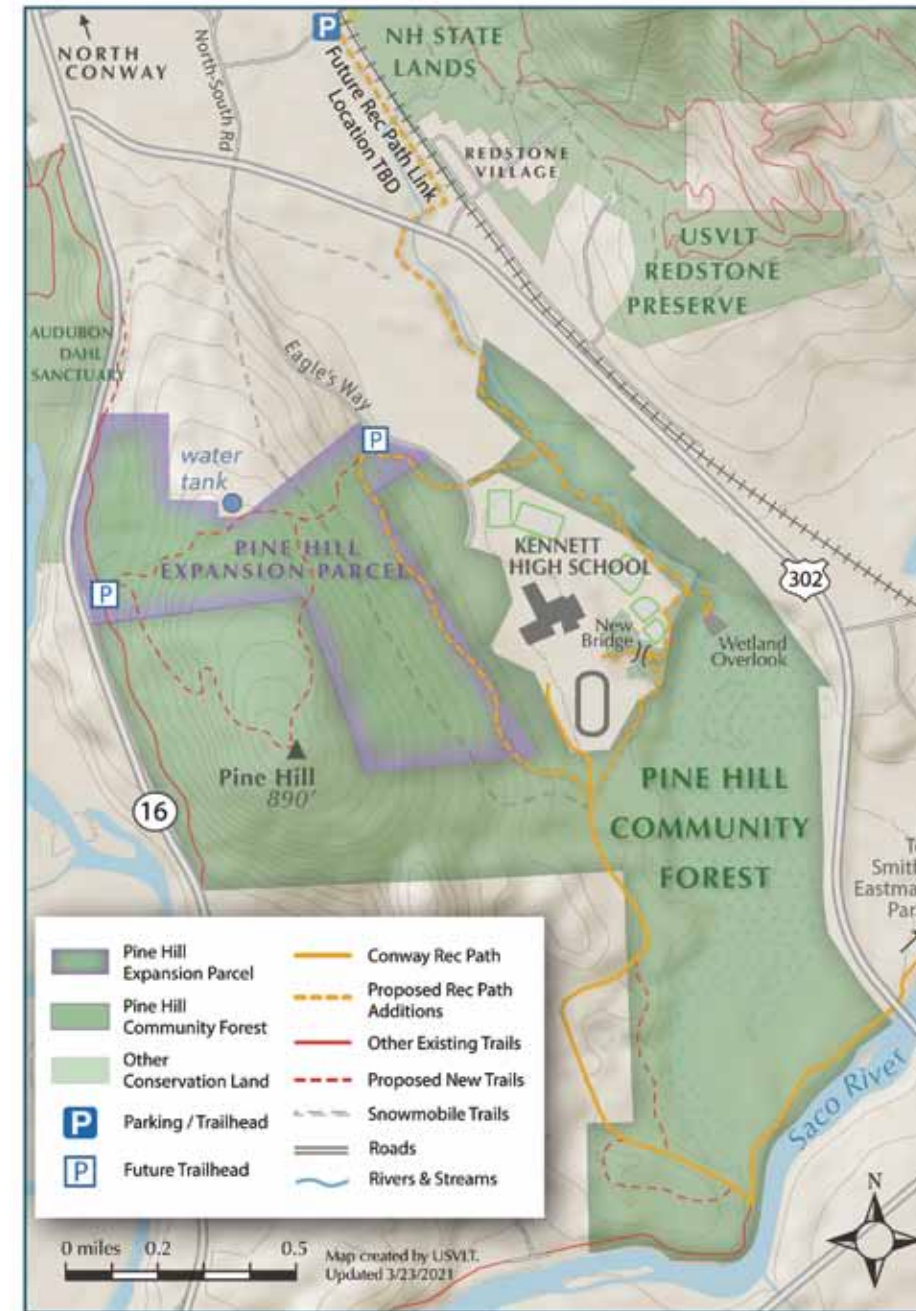 NORTH
CONWAY
North-South Rd
P
NH STATE
LANDS
Future Rec Path Link
Location TBD
REDSTONE
VILLAGE
USVLT
REDSTONE
PRESERVE
AUDUBON
DAHL
SANCTUARY
Eagle's Way
P
water
tank
PINE HILL
EXPANSION PARCEL
KENNETT
HIGH SCHOOL
302
P
New
Bridge
Wetland
Overlook
Pine Hill
890'
16
PINE HILL
COMMUNITY
FOREST
Smith
Eastma
Par
Saco River
Pine Hill
Expansion Parcel
Pine Hill
Community Forest
Other
Conservation Land
P Parking / Trailhead
P Future Trailhead
Conway Rec Path
Proposed Rec Path
Additions
Other Existing Trails
Proposed New Trails
Snowmobile Trails
Roads
Rivers & Streams
N
0 miles 0.2 0.5
Map created by USVLT.
Updated 3/23/2021